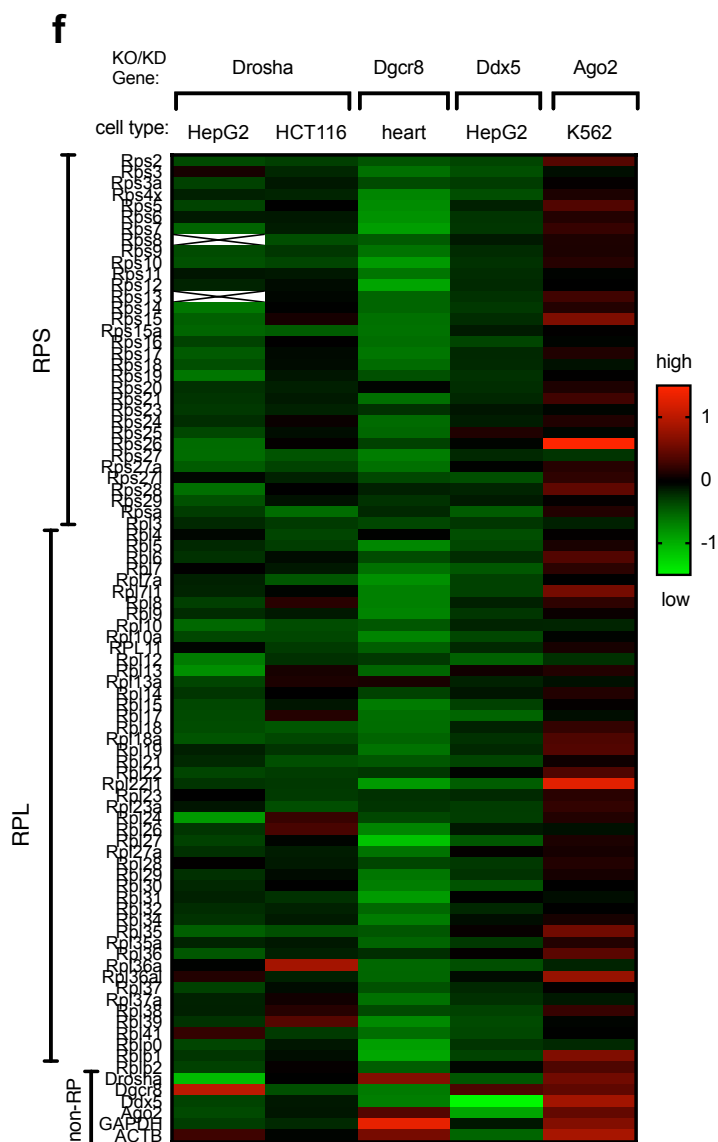 f
KO/KD Gene: Drosha Dgcr8 Ddx5 Ago2
cell type: HepG2 HCT116 heart HepG2 K562
RPS
Rps2
Rps3
Rps3a
Rps4x
Rps5
Rps6
Rps7
Rps8
Rps9
Rps10
Rps11
Rps12
Rps13
Rps14
Rps15
Rps15a
Rps16
Rps17
Rps18
Rps19
Rps20
Rps21
Rps23
Rps24
Rps25
Rps26
Rps27
Rps27a
Rps27l
Rps28
Rps29
Rpsa
RPL
Rpl3
Rpl4
Rpl5
Rpl6
Rpl7
Rpl7a
Rpl7l1
Rpl8
Rpl9
Rpl10
Rpl10a
RPL11
Rpl12
Rpl13
Rpl13a
Rpl14
Rpl15
Rpl17
Rpl18
Rpl18a
Rpl19
Rpl21
Rpl22
Rpl22l1
Rpl23
Rpl23a
Rpl24
Rpl26
Rpl27
Rpl27a
Rpl28
Rpl29
Rpl30
Rpl31
Rpl32
Rpl34
Rpl35
Rpl35a
Rpl36
Rpl36a
Rpl36al
Rpl37
Rpl37a
Rpl38
Rpl39
Rpl41
Rplp0
Rplp1
Rplp2
non-RP
Drosha
Dgcr8
Ddx5
Ago2
GAPDH
ACTB
high
1
0
-1
low